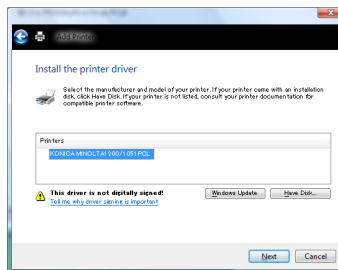 Add Printer
Install the printer driver
Select the manufacturer and model of your printer. If your printer came with an installation
disk, click Have Disk. If your printer is not listed, consult your printer documentation for
compatible printer software.
Printers
KONICA MINOLTA1200/1051PCL
This driver is not digitally signed!
Windows Update
Have Disk...
Tell me why driver signing is important
Next
Cancel